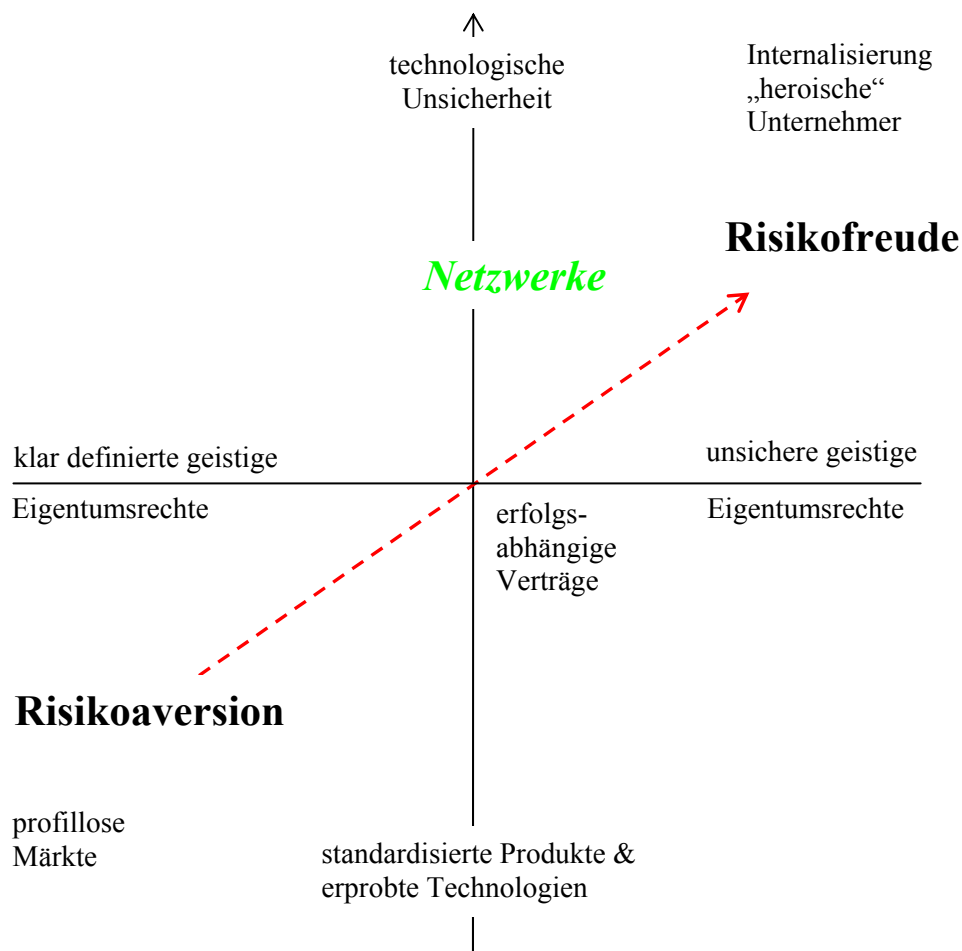 technologische
Unsicherheit
Internalisierung
„heroische“
Unternehmer
Risikofreude
Netzwerke
klar definierte geistige
Eigentumsrechte
unsichere geistige
Eigentumsrechte
erfolgs-
abhängige
Verträge
Risikoaversion
profillose
Märkte
standardisierte Produkte &
erprobte Technologien